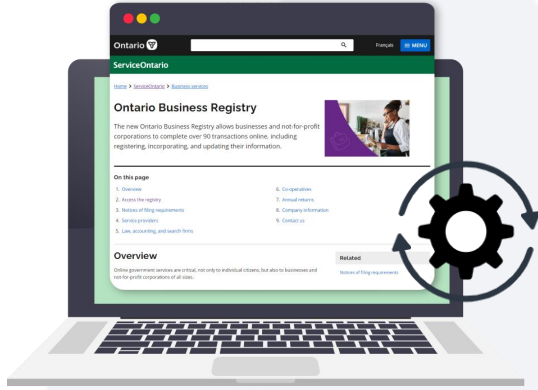 Ontario
Français
≡ MENU
ServiceOntario
Home > ServiceOntario > Business services
Ontario Business Registry
The new Ontario Business Registry allows businesses and not-for-profit
corporations to complete over 90 transactions online, including
registering, incorporating, and updating their information.
On this page
1. Overview
2. Access the registry
3. Notices of filing requirements
4. Service providers
5. Law, accounting, and search firms
6. Co-operatives
7. Annual returns
8. Company information
9. Contact us
Overview
Online government services are critical, not only to individual citizens, but also to businesses and
not-for-profit corporations of all sizes.
Related
Notices of filing requirements